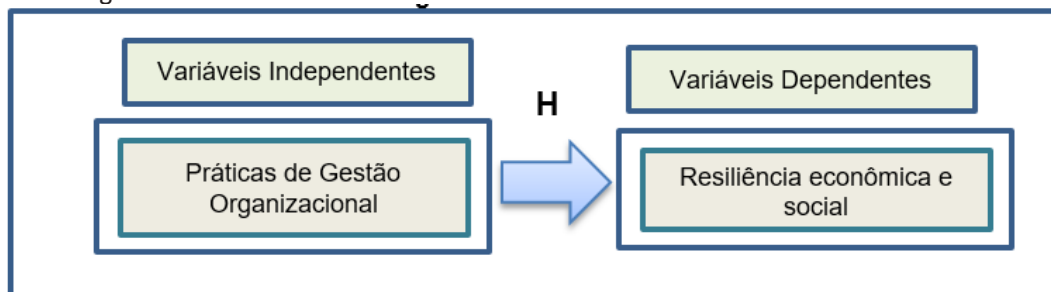 Variáveis Independentes
Variáveis Dependentes
H
Práticas de Gestão
Organizacional
Resiliência econômica e
social